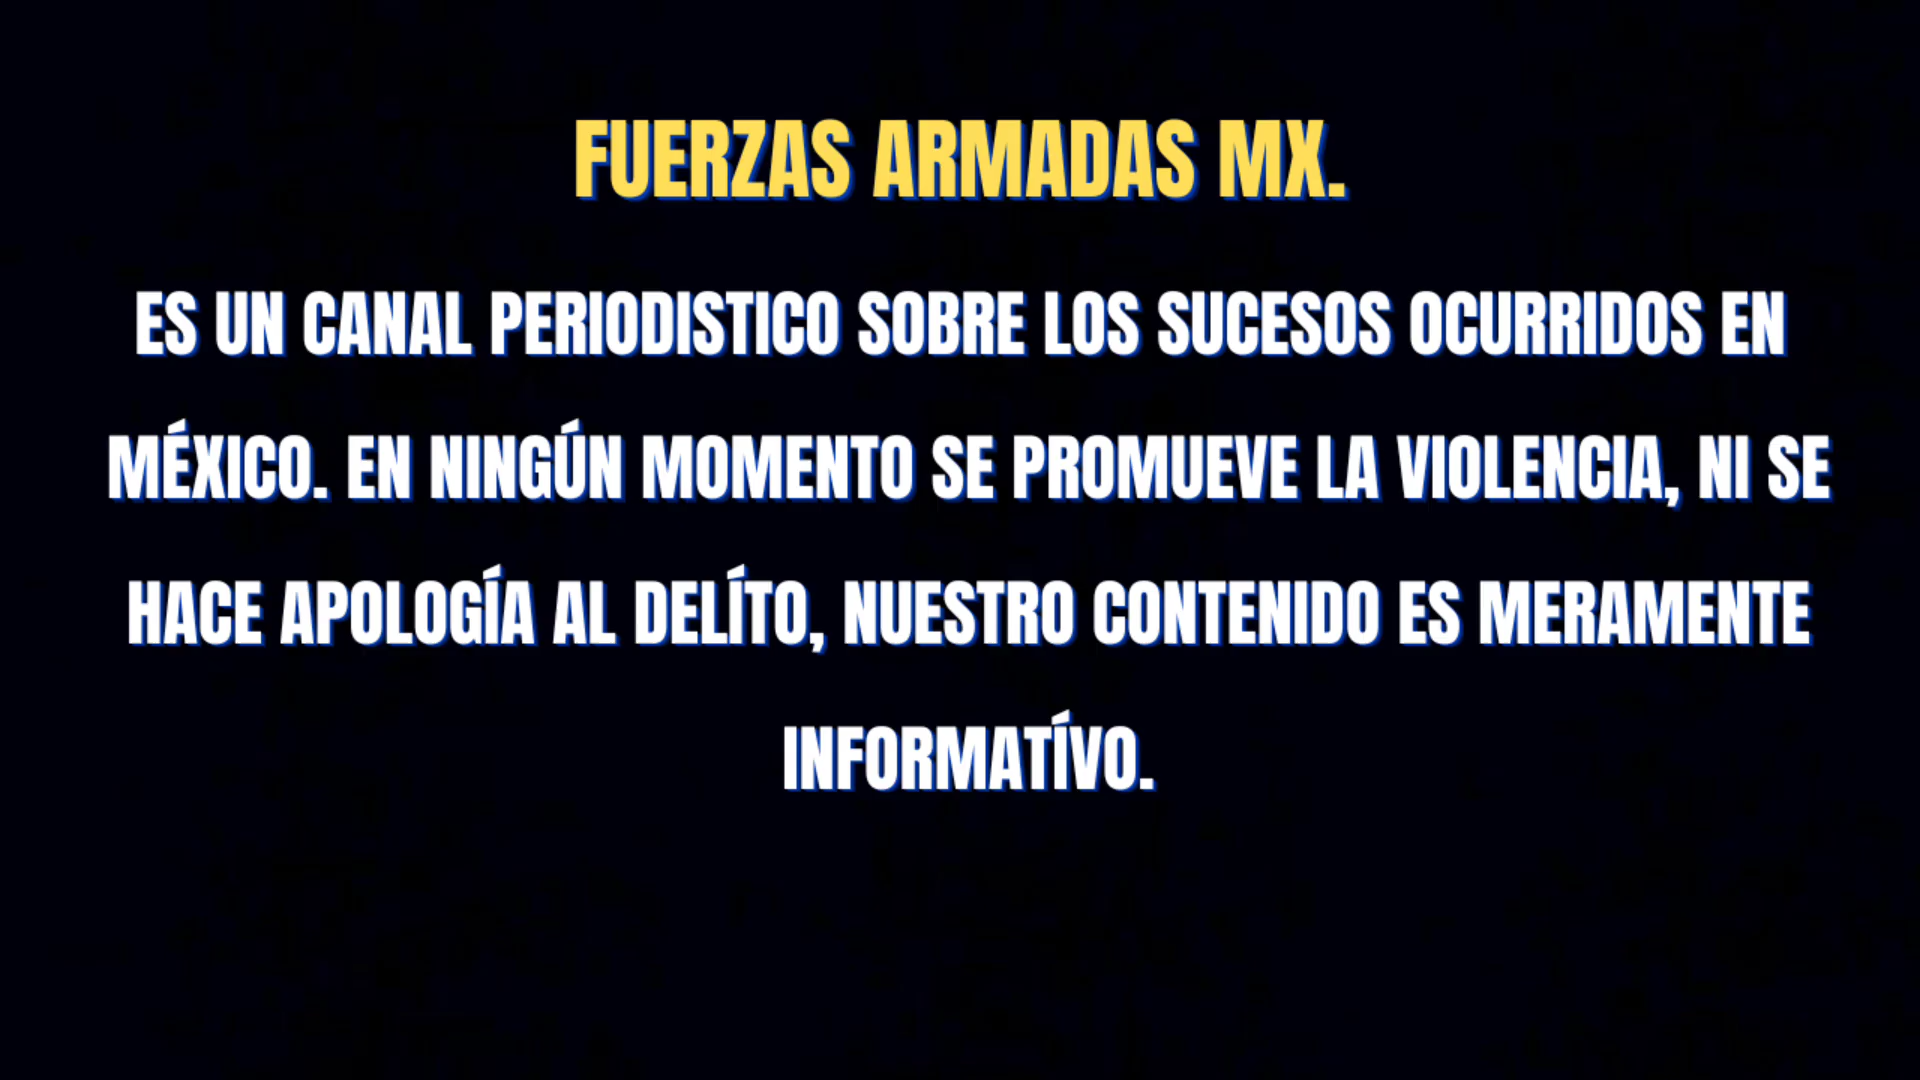 FUERZAS ARMADAS MX.
ES UN CANAL PERIODISTICO SOBRE LOS SUCESOS OCURRIDOS EN
MÉXICO. EN NINGÚN MOMENTO SE PROMUEVE LA VIOLENCIA, NI SE
HACE APOLOGÍA AL DELÍTO, NUESTRO CONTENIDO ES MERAMENTE
INFORMATÍVO.